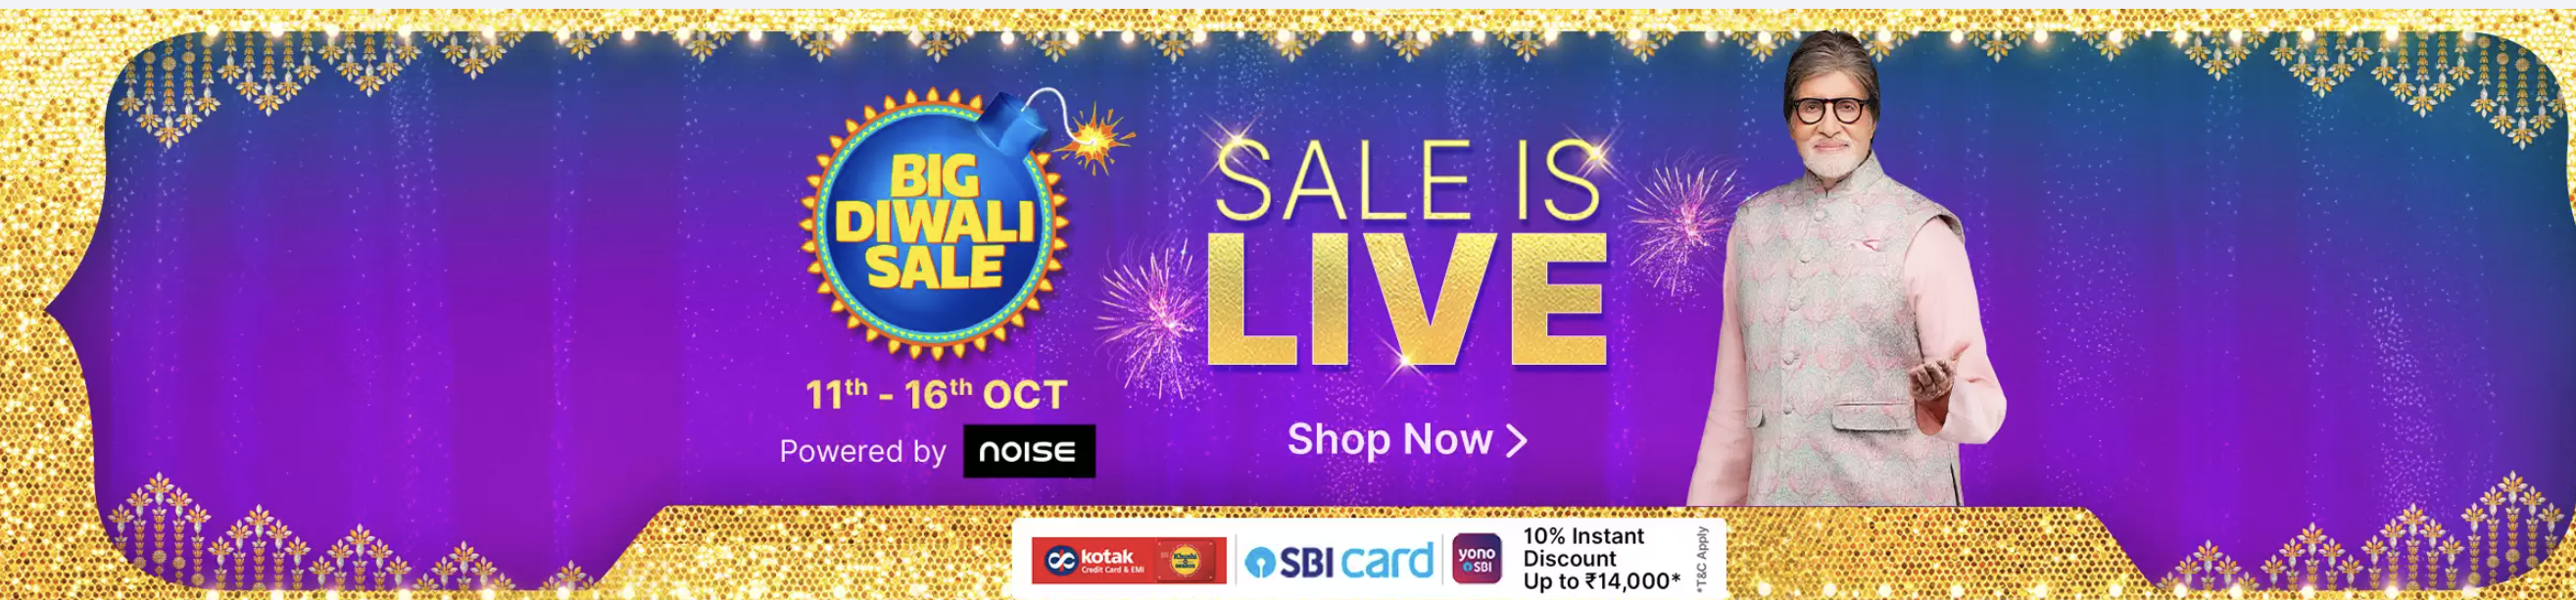 BIG
DIWALI
SALE
11th - 16th OCT
Powered by NOISE
SALE IS
LIVE
Shop Now >
kotak
Credit Card & EMI
SBI card
yono
SBI
10% Instant
Discount
Up to ₹14,000*
*T&C Apply